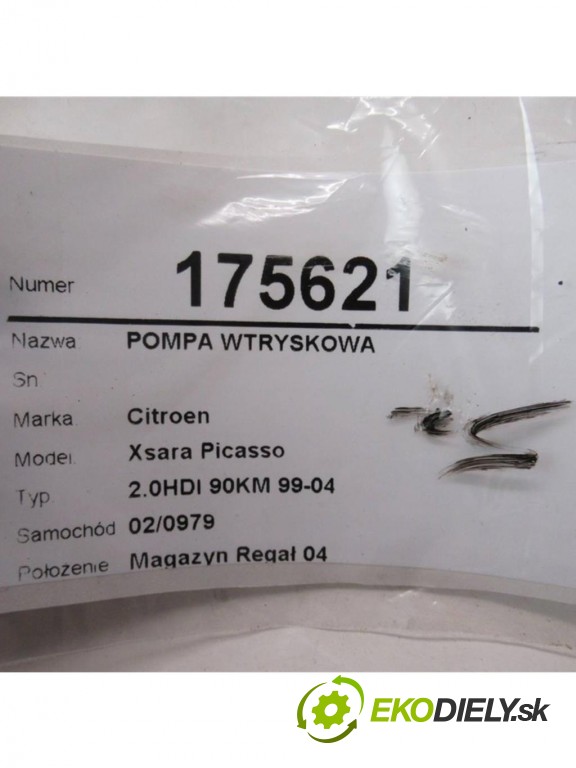 Numer 175621
Nazwa POMPA WTRYSKOWA
Sn
Marka Citroen
Model Xsara Picasso
Typ 2.0HDI 90KM 99-04
Samochód 02/0979
Położenie Magazyn Regał 04
EKODIELY.sk